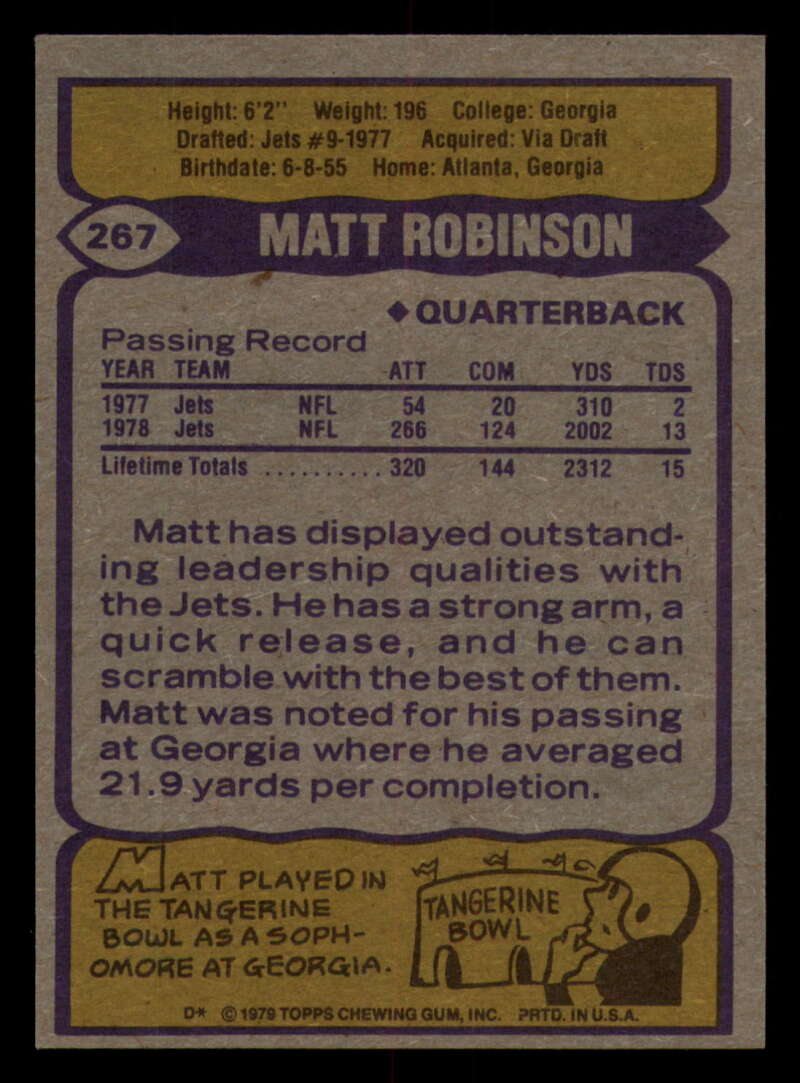 Height: 6'2" Weight: 196 College: Georgia
Drafted: Jets #9-1977 Acquired: Via Draft
Birthdate: 6-8-55 Home: Atlanta, Georgia
267 MATT ROBINSON
◆ QUARTERBACK
Passing Record
YEAR TEAM ATT COM YDS TDS
1977 Jets NFL 54 20 310 2
1978 Jets NFL 266 124 2002 13
Lifetime Totals .......... 320 144 2312 15
Matt has displayed outstand-
ing leadership qualities with
the Jets. He has a strong arm, a
quick release, and he can
scramble with the best of them.
Matt was noted for his passing
at Georgia where he averaged
21.9 yards per completion.
MATT PLAYED IN
THE TANGERINE
BOWL AS A SOPH-
OMORE AT GEORGIA.
TANGERINE
BOWL
D* © 1979 TOPPS CHEWING GUM, INC. PRTD. IN U.S.A.